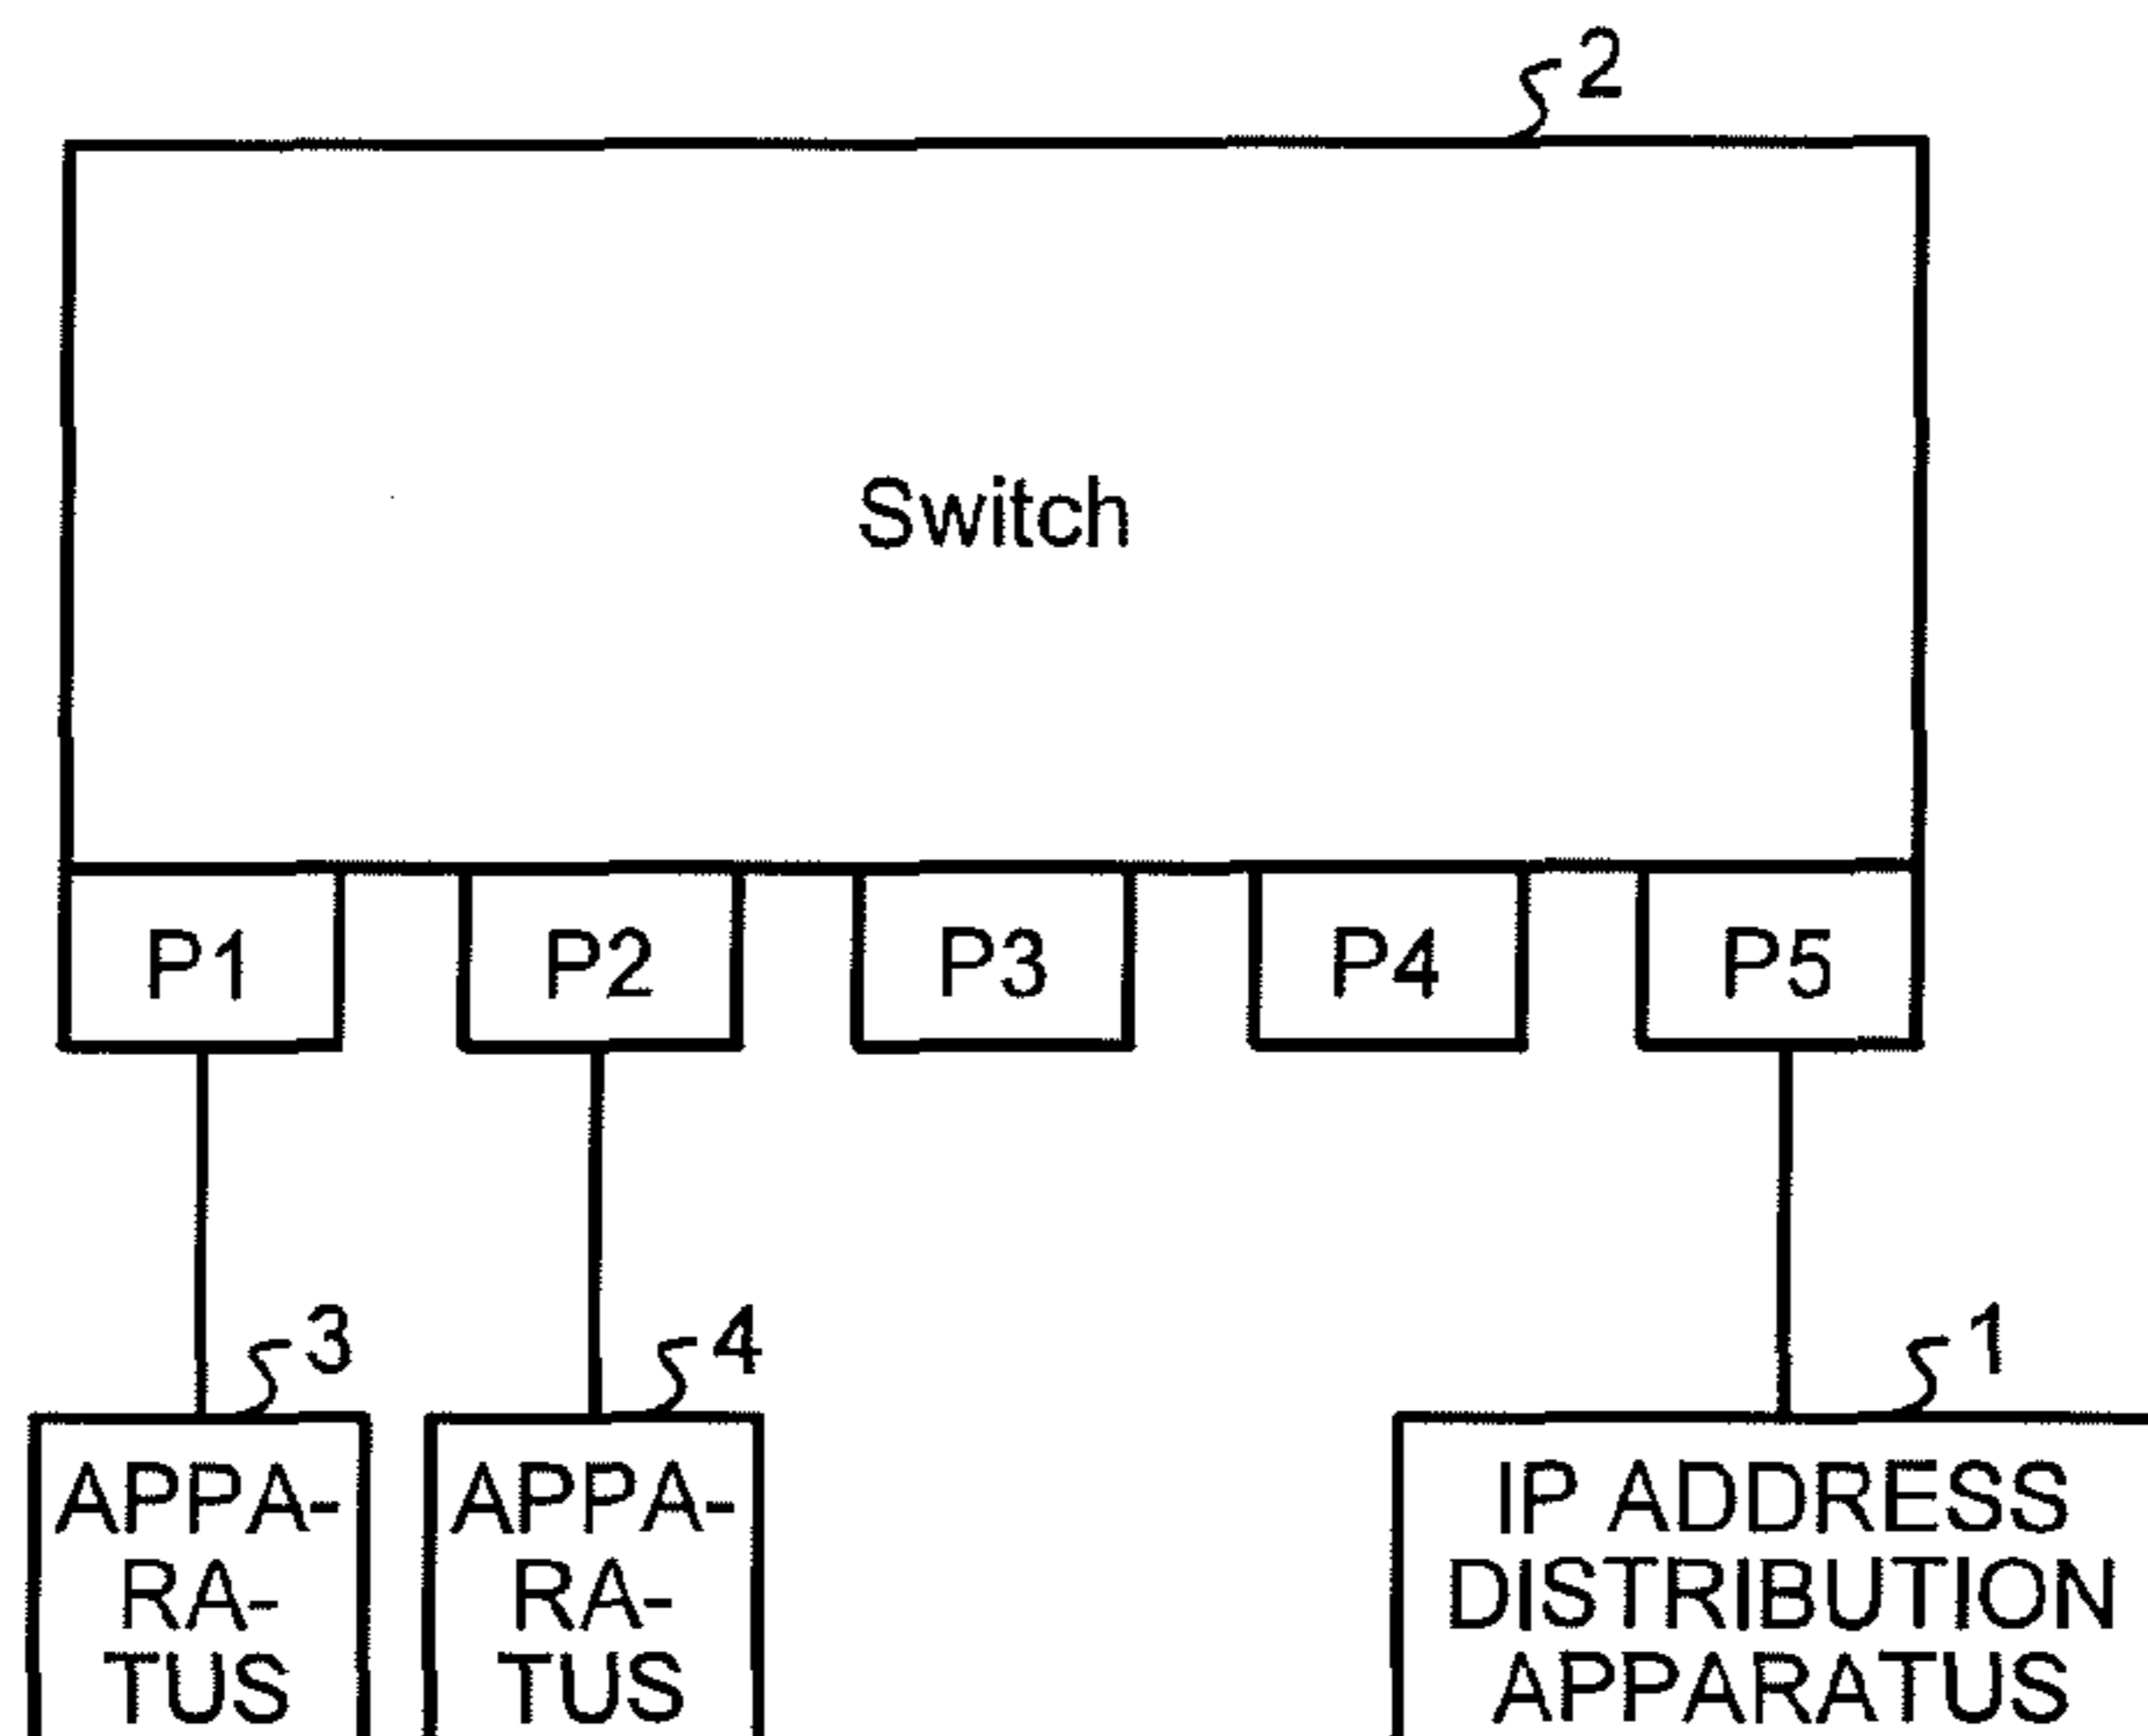 2
Switch
P1 P2 P3 P4 P5
3 4 1
APPA-
RA-
TUS
APPA-
RA-
TUS
IP ADDRESS
DISTRIBUTION
APPARATUS